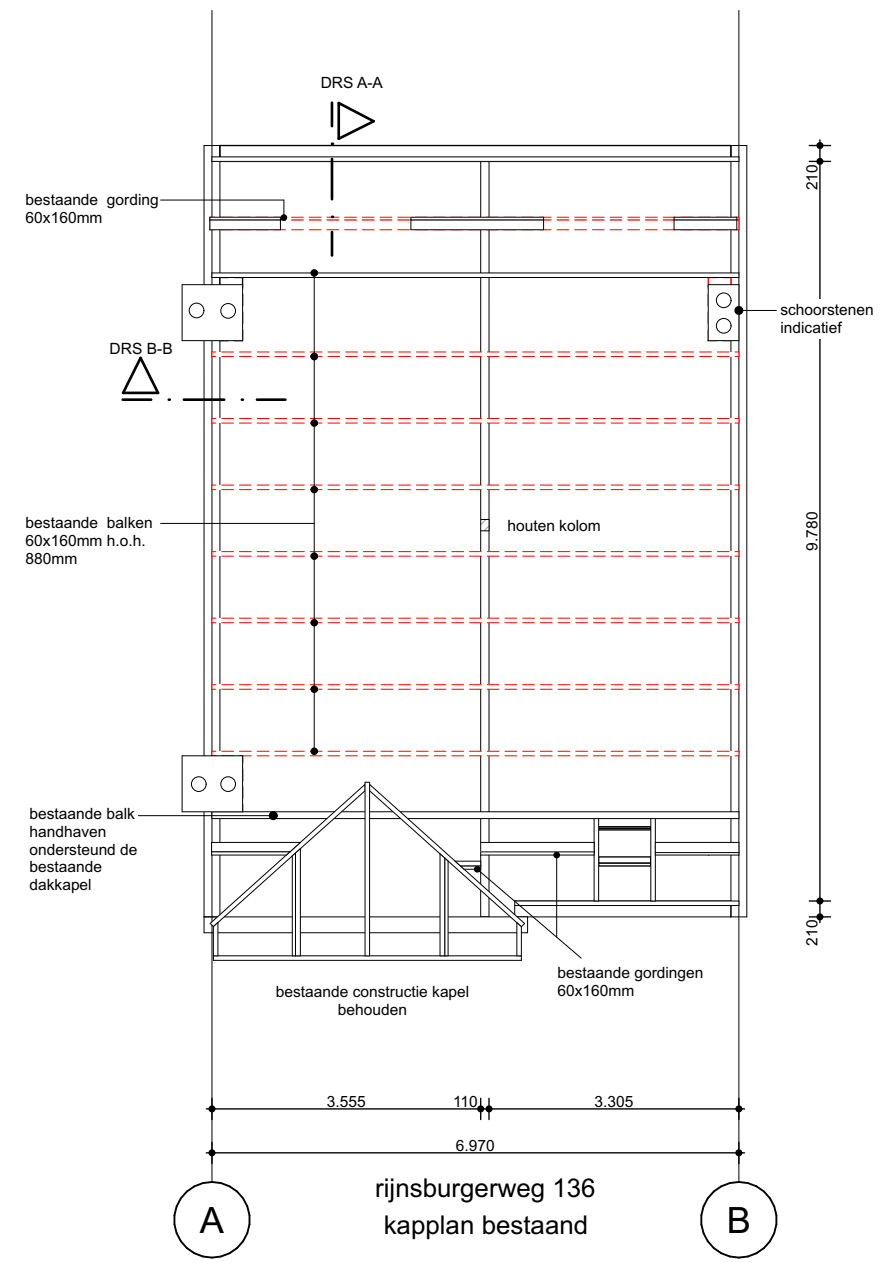 DRS A-A
210
bestaande gording
60x160mm
schoorstenen
indicatief
DRS B-B
bestaande balken
60x160mm h.o.h.
880mm
houten kolom
9.780
bestaande balk
handhaven
ondersteund de
bestaande
dakkapel
210
bestaande gordingen
60x160mm
bestaande constructie kapel
behouden
3.555 110 3.305
6.970
rijnsburgerweg 136
kapplan bestaand
A B